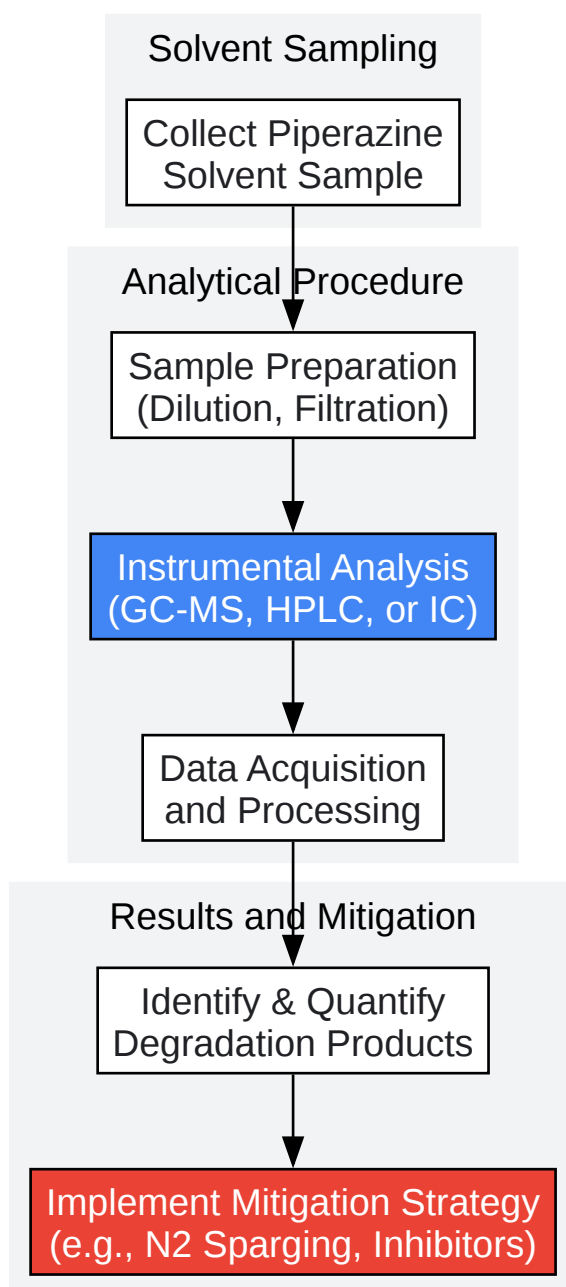 Solvent Sampling
Collect Piperazine
Solvent Sample
Analytical Procedure
Sample Preparation
(Dilution, Filtration)
Instrumental Analysis
(GC-MS, HPLC, or IC)
Data Acquisition
and Processing
Results and Mitigation
Identify & Quantify
Degradation Products
Implement Mitigation Strategy
(e.g., N2 Sparging, Inhibitors)